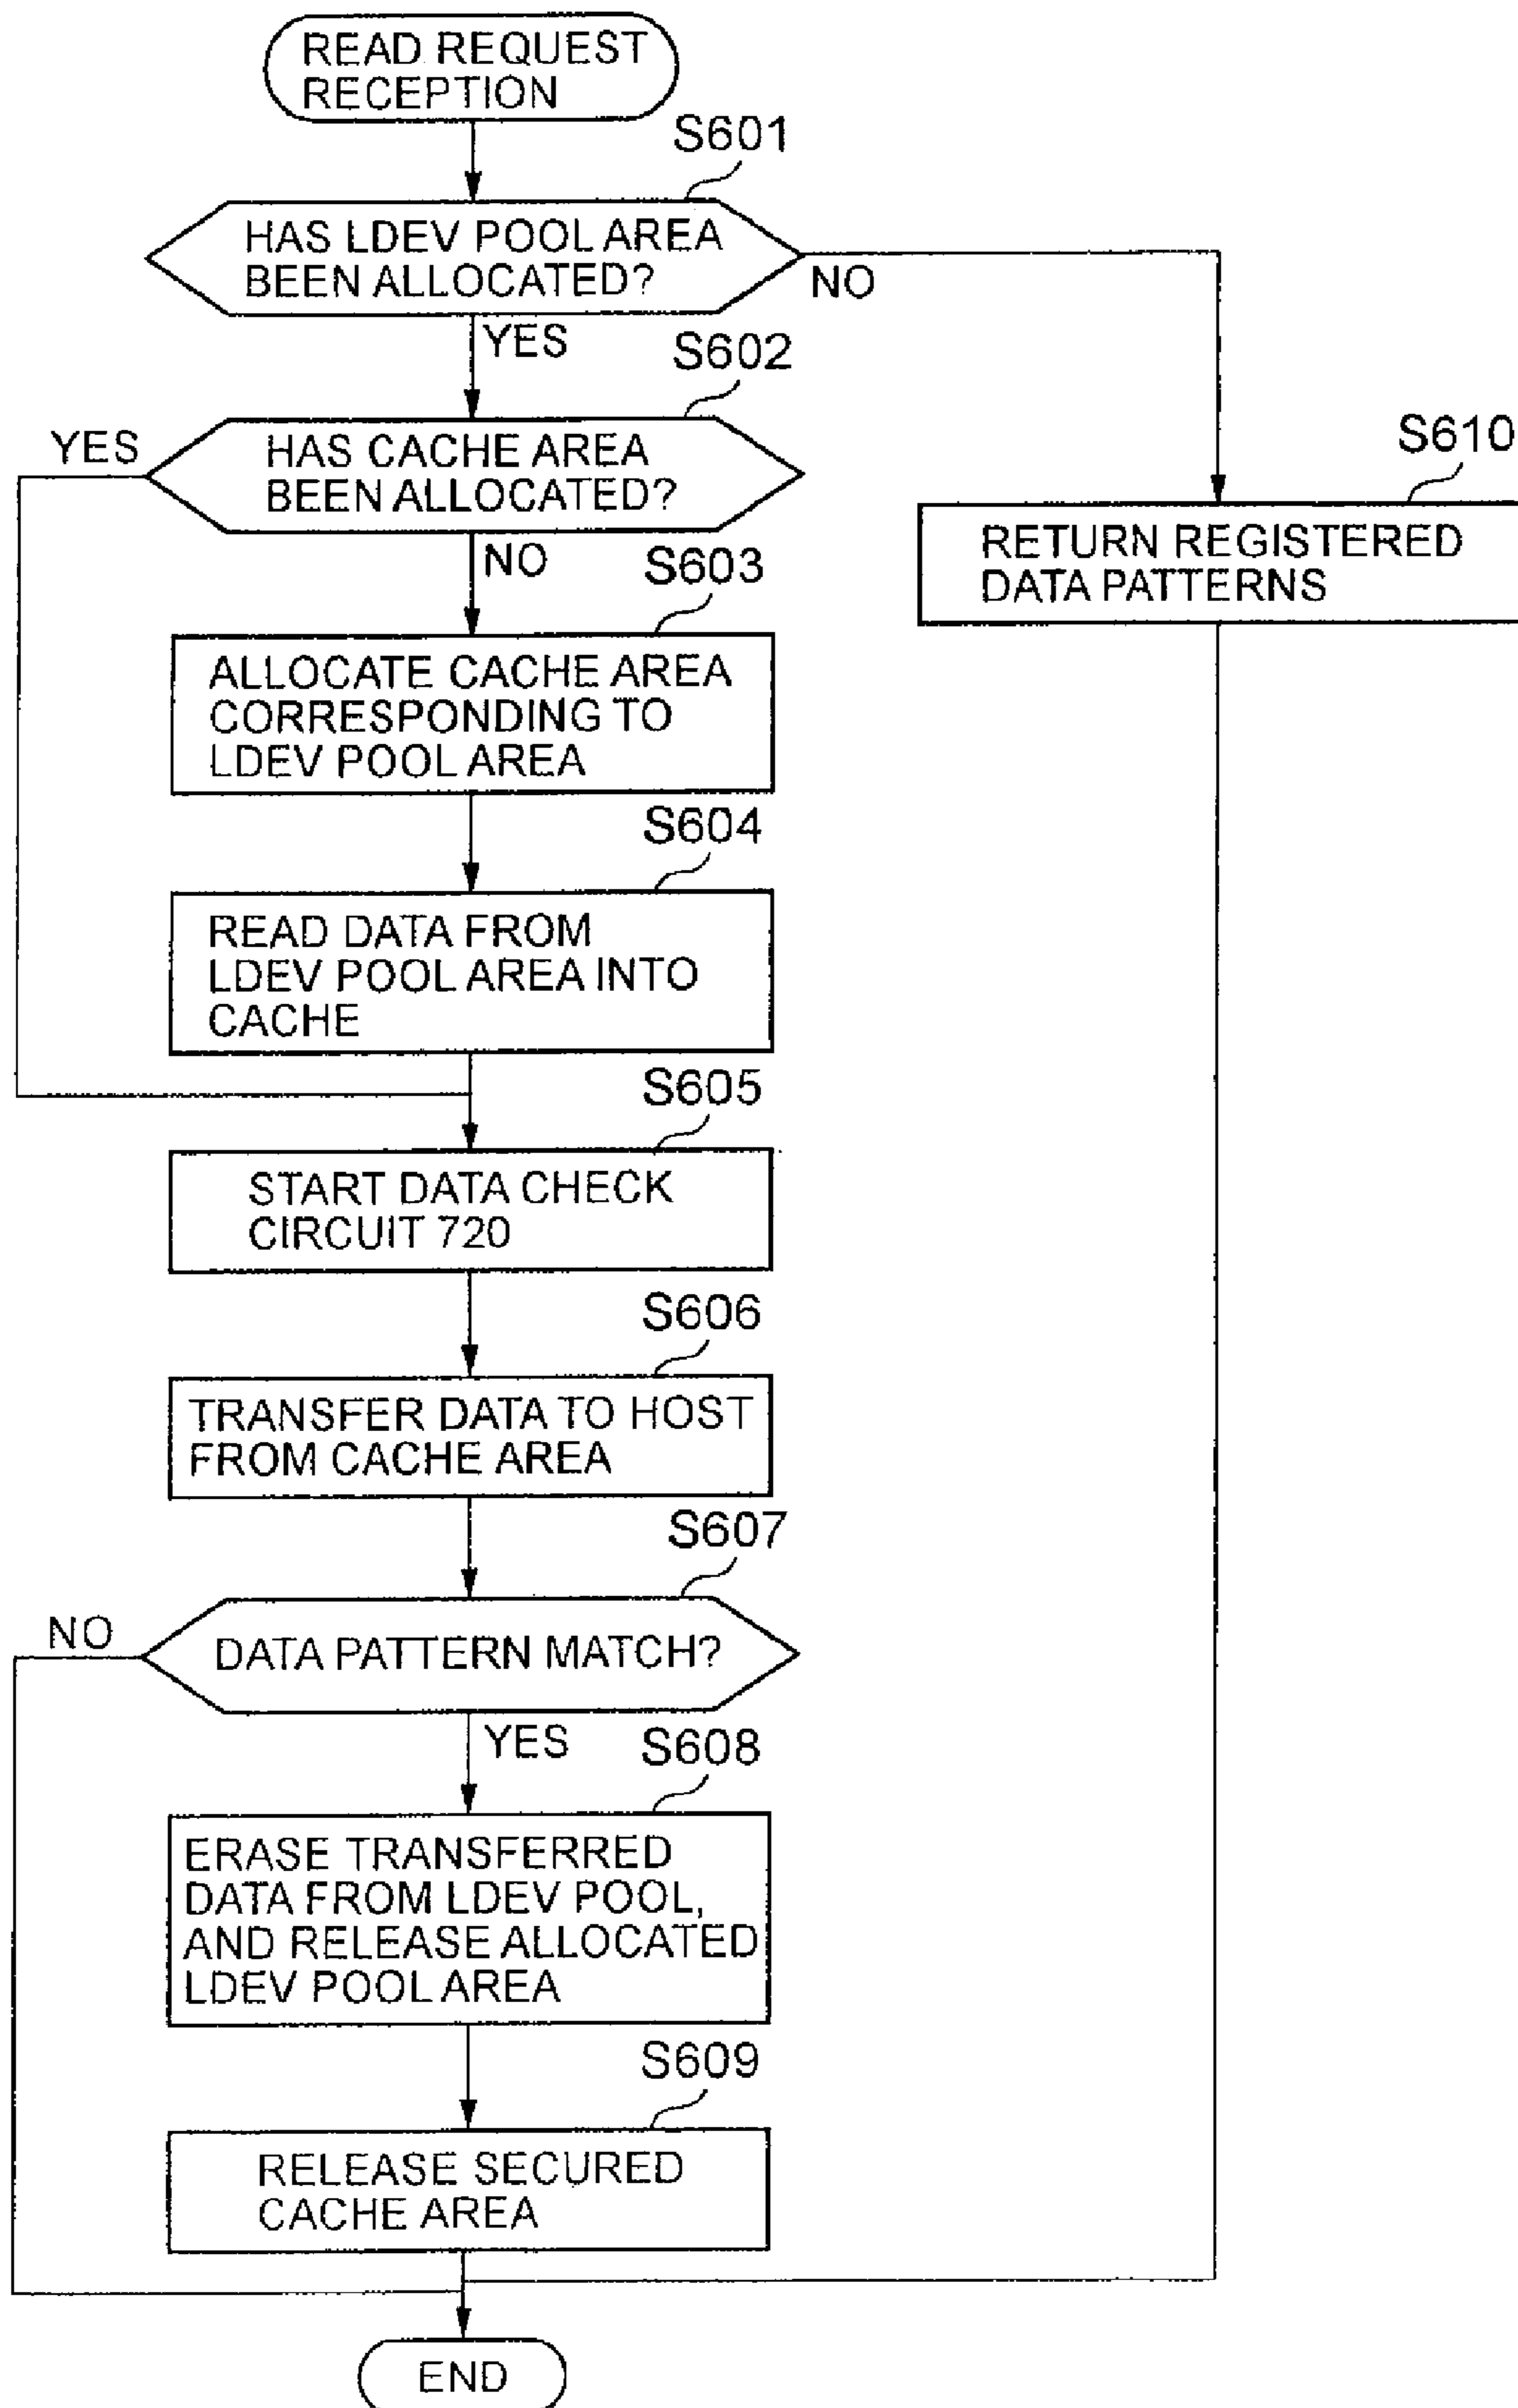 READ REQUEST
RECEPTION
S601
HAS LDEV POOL AREA
BEEN ALLOCATED?
NO
YES
S602
YES
HAS CACHE AREA
BEEN ALLOCATED?
S610
NO
RETURN REGISTERED
DATA PATTERNS
S603
ALLOCATE CACHE AREA
CORRESPONDING TO
LDEV POOL AREA
S604
READ DATA FROM
LDEV POOL AREA INTO
CACHE
S605
START DATA CHECK
CIRCUIT 720
S606
TRANSFER DATA TO HOST
FROM CACHE AREA
S607
NO
DATA PATTERN MATCH?
YES
S608
ERASE TRANSFERRED
DATA FROM LDEV POOL,
AND RELEASE ALLOCATED
LDEV POOL AREA
S609
RELEASE SECURED
CACHE AREA
END